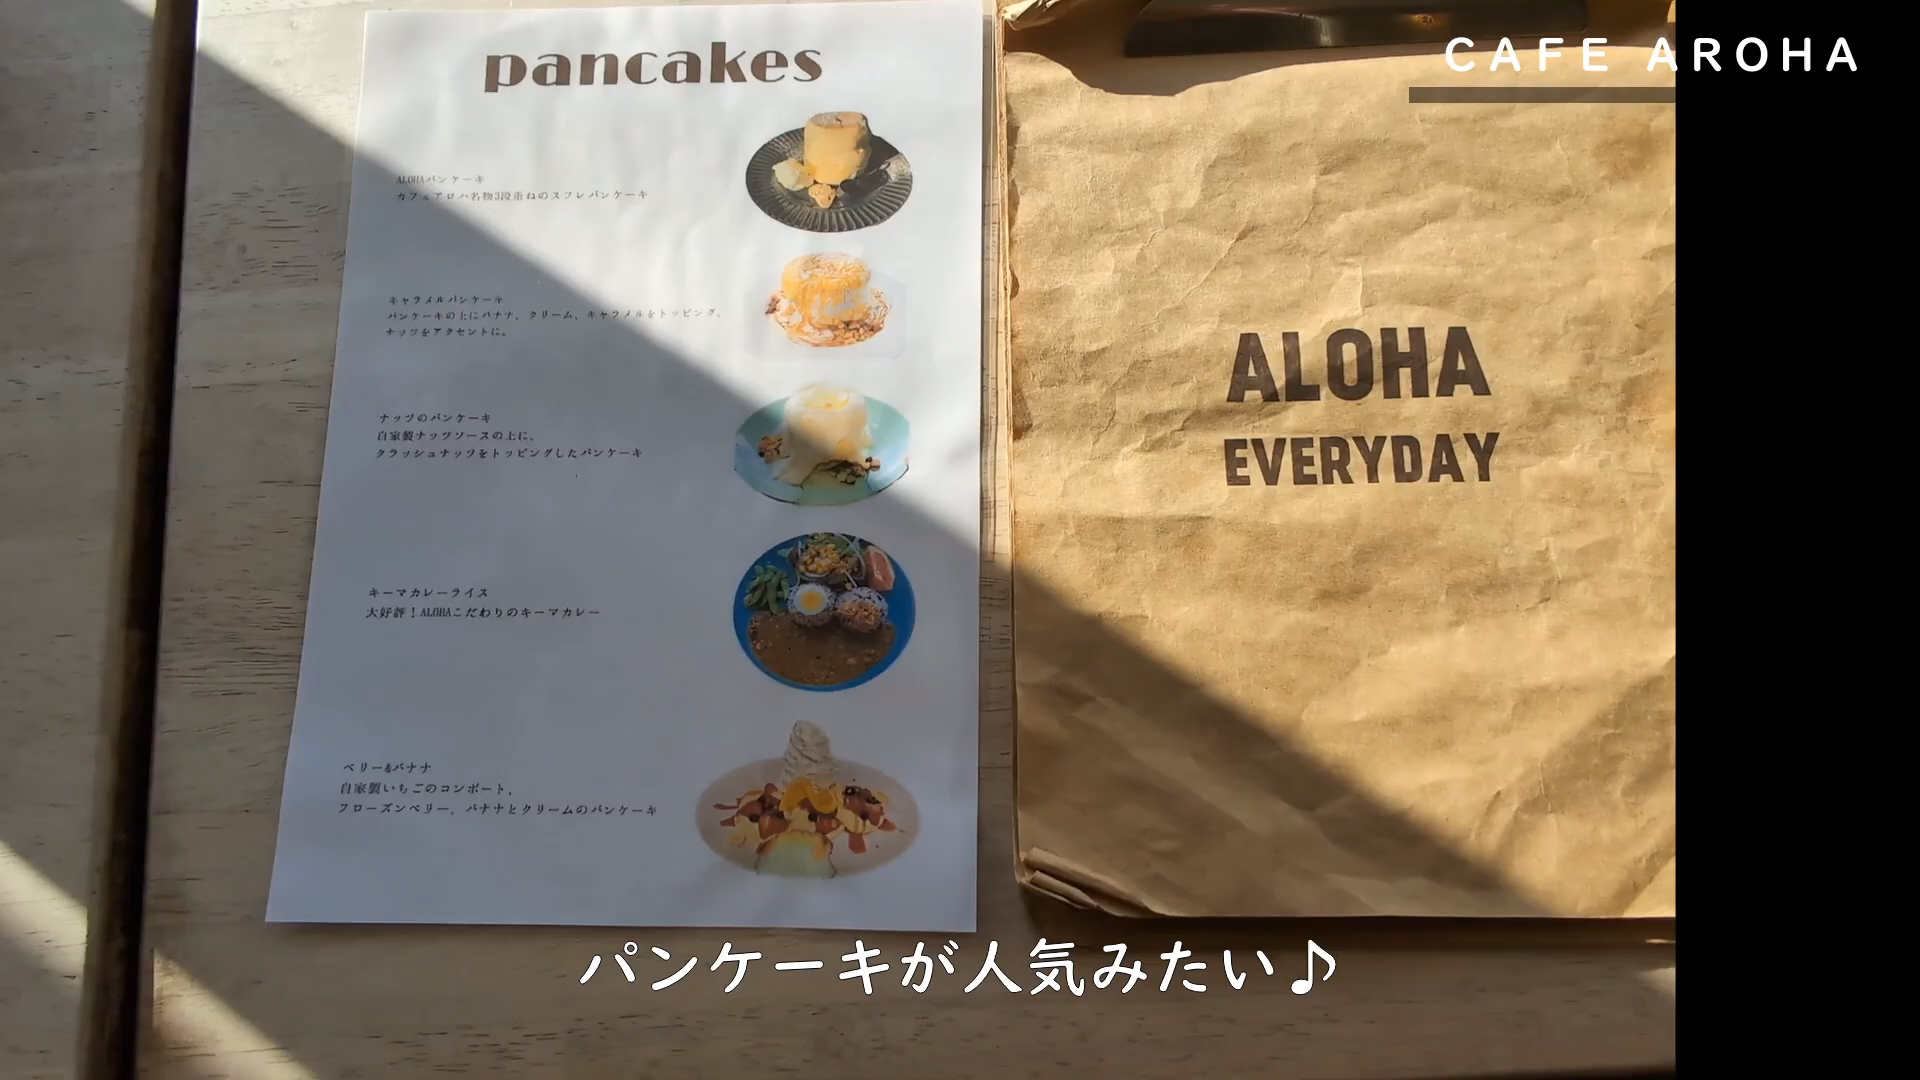 CAFE AROHA
pancakes
ALOHAパンケーキ
カフェアロハ名物3段重ねのスフレパンケーキ
キャラメルパンケーキ
パンケーキの上にバナナ、クリーム、キャラメルをトッピング、
ナッツをアクセントに。
ナッツのパンケーキ
自家製ナッツソースの上に、
クラッシュナッツをトッピングしたパンケーキ
キーマカレーライス
大好評！ALOHAこだわりのキーマカレー
ベリー&バナナ
自家製いちごのコンポート、
フローズンベリー、バナナとクリームのパンケーキ
ALOHA
EVERYDAY
パンケーキが人気みたい♪